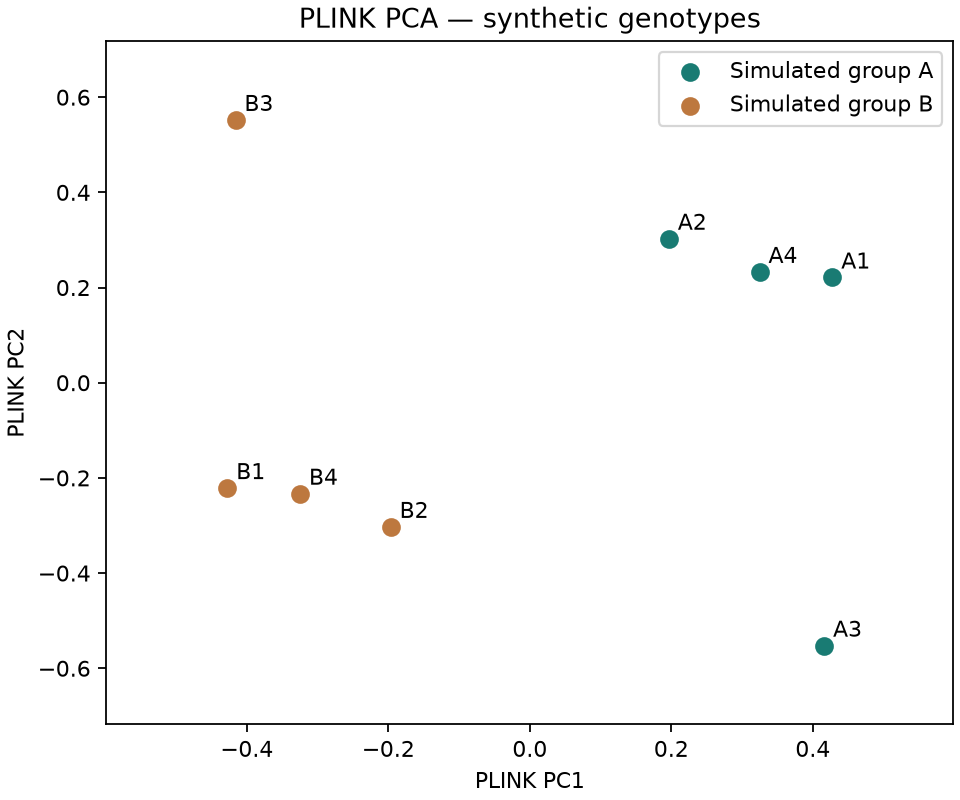 PLINK PCA — synthetic genotypes
Simulated group A
Simulated group B
B3
A2
A4
A1
B1
B4
B2
A3
0.6
0.4
0.2
0.0
−0.2
−0.4
−0.6
PLINK PC2
−0.4
−0.2
0.0
0.2
0.4
PLINK PC1